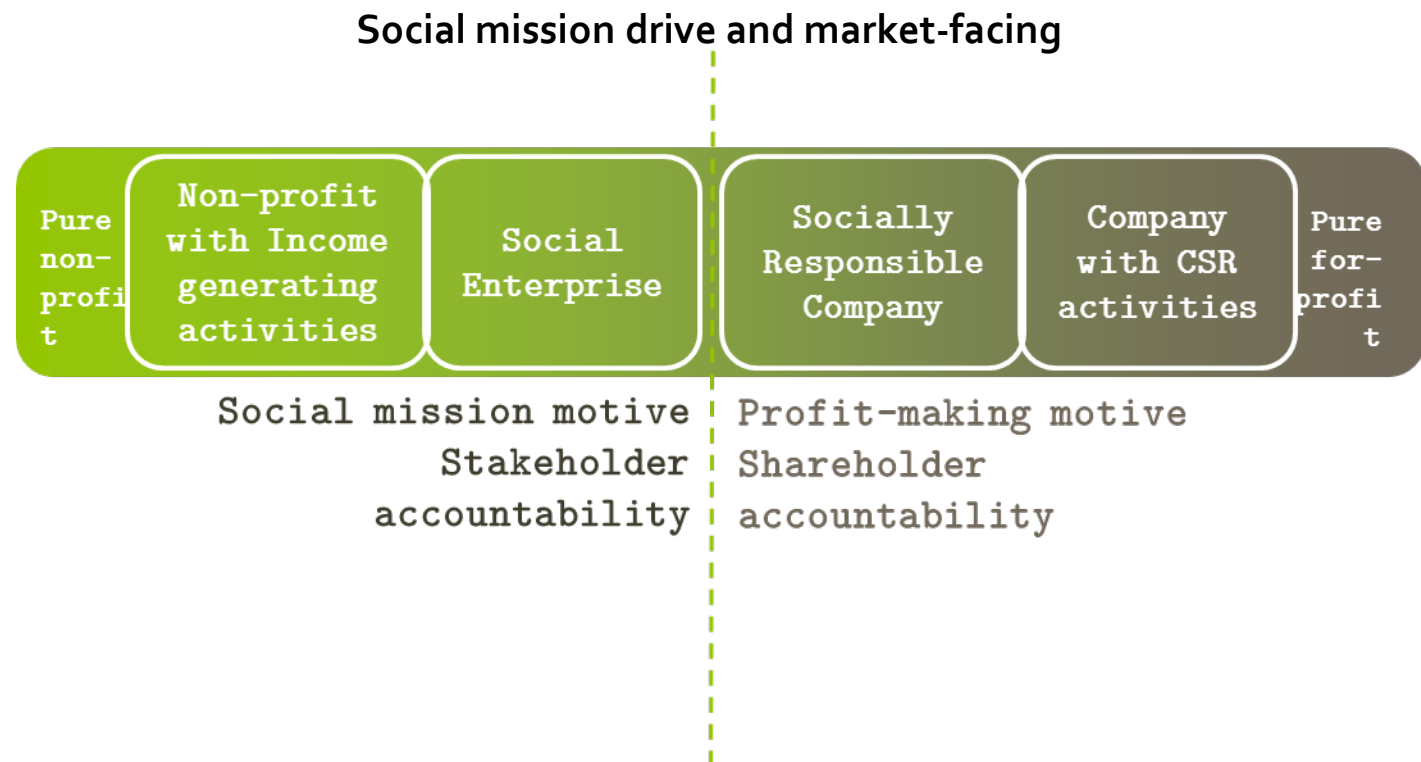 Social mission drive and market-facing
Pure
non-
profi
t
Non-profit
with Income
generating
activities
Social
Enterprise
Socially
Responsible
Company
Company
with CSR
activities
Pure
for-
profi
t
Social mission motive
Stakeholder
accountability
Profit-making motive
Shareholder
accountability